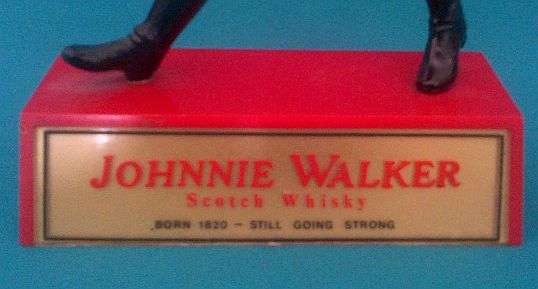 JOHNNIE WALKER
Scotch Whisky
BORN 1820 – STILL GOING STRONG